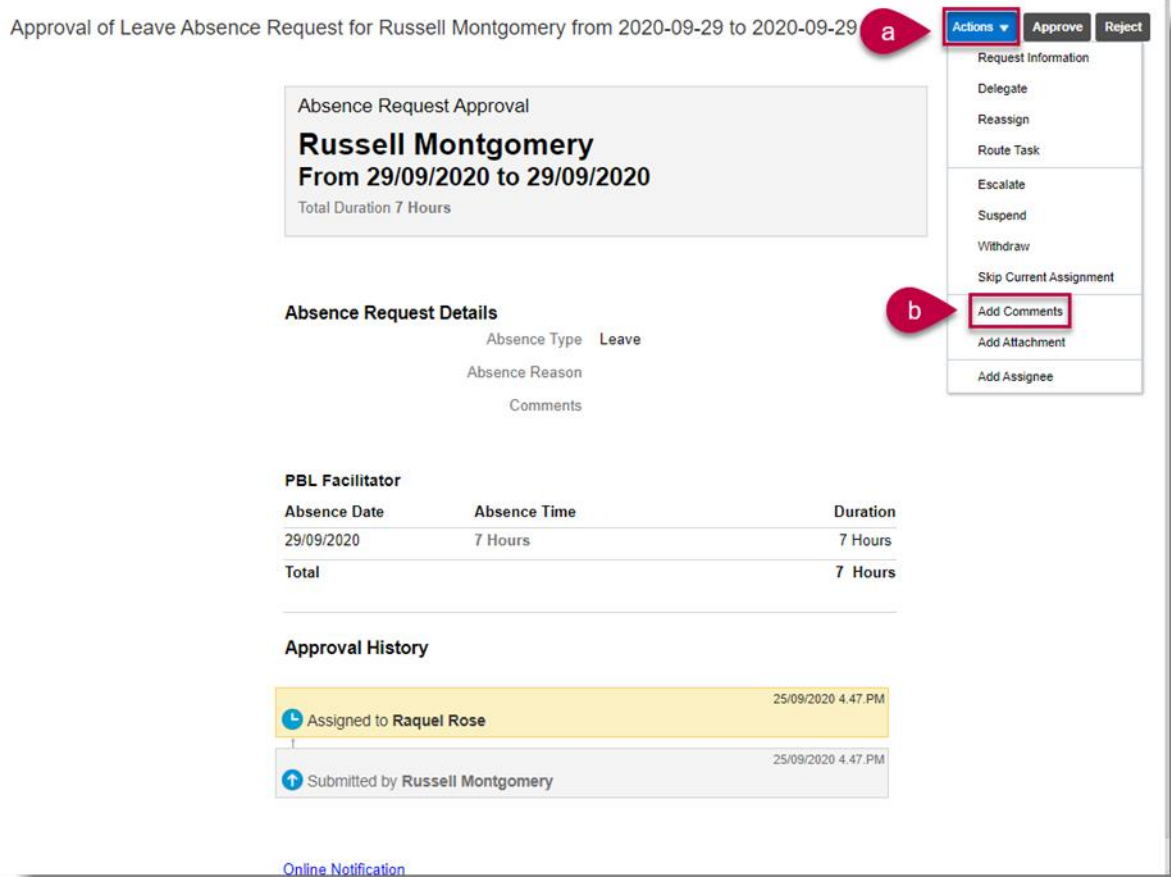 Approval of Leave Absence Request for Russell Montgomery from 2020-09-29 to 2020-09-29
a
Actions
Approve
Reject
Request Information
Delegate
Reassign
Route Task
Escalate
Suspend
Withdraw
Skip Current Assignment
b
Add Comments
Add Attachment
Add Assignee
Absence Request Approval
Russell Montgomery
From 29/09/2020 to 29/09/2020
Total Duration 7 Hours
Absence Request Details
Absence Type Leave
Absence Reason
Comments
PBL Facilitator
Absence Date Absence Time Duration
29/09/2020 7 Hours 7 Hours
Total 7 Hours
Approval History
25/09/2020 4.47.PM
Assigned to Raquel Rose
25/09/2020 4.47.PM
Submitted by Russell Montgomery
Online Notification